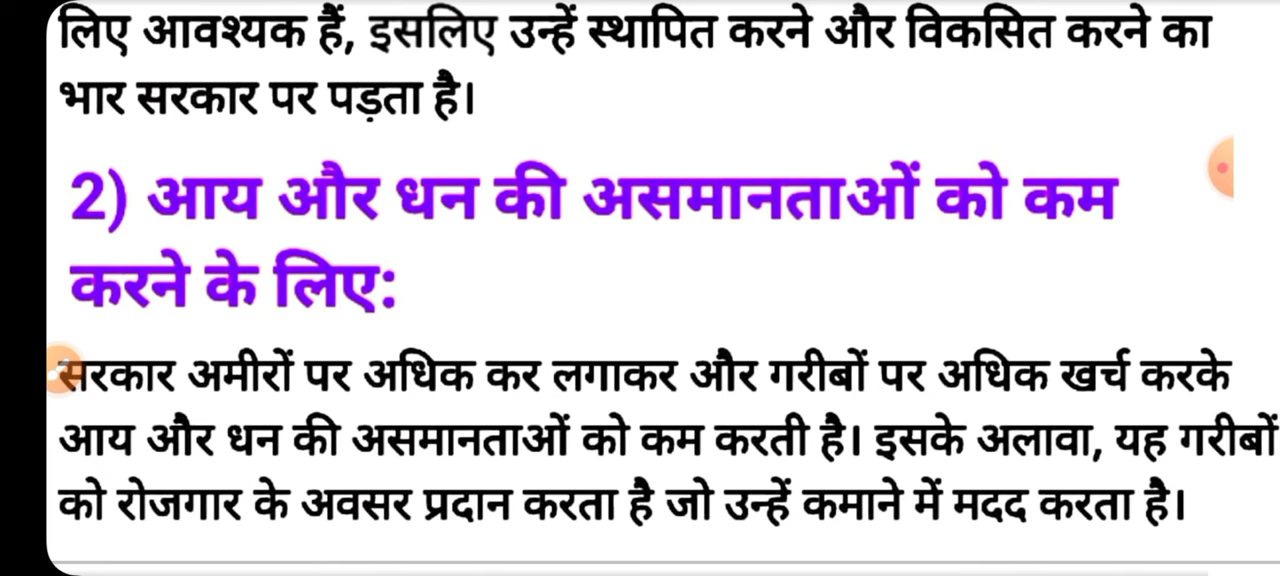 लिए आवश्यक हैं, इसलिए उन्हें स्थापित करने और विकसित करने का
भार सरकार पर पड़ता है।
2) आय और धन की असमानताओं को कम
करने के लिए:
सरकार अमीरों पर अधिक कर लगाकर और गरीबों पर अधिक खर्च करके
आय और धन की असमानताओं को कम करती है। इसके अलावा, यह गरीबों
को रोजगार के अवसर प्रदान करता है जो उन्हें कमाने में मदद करता है।